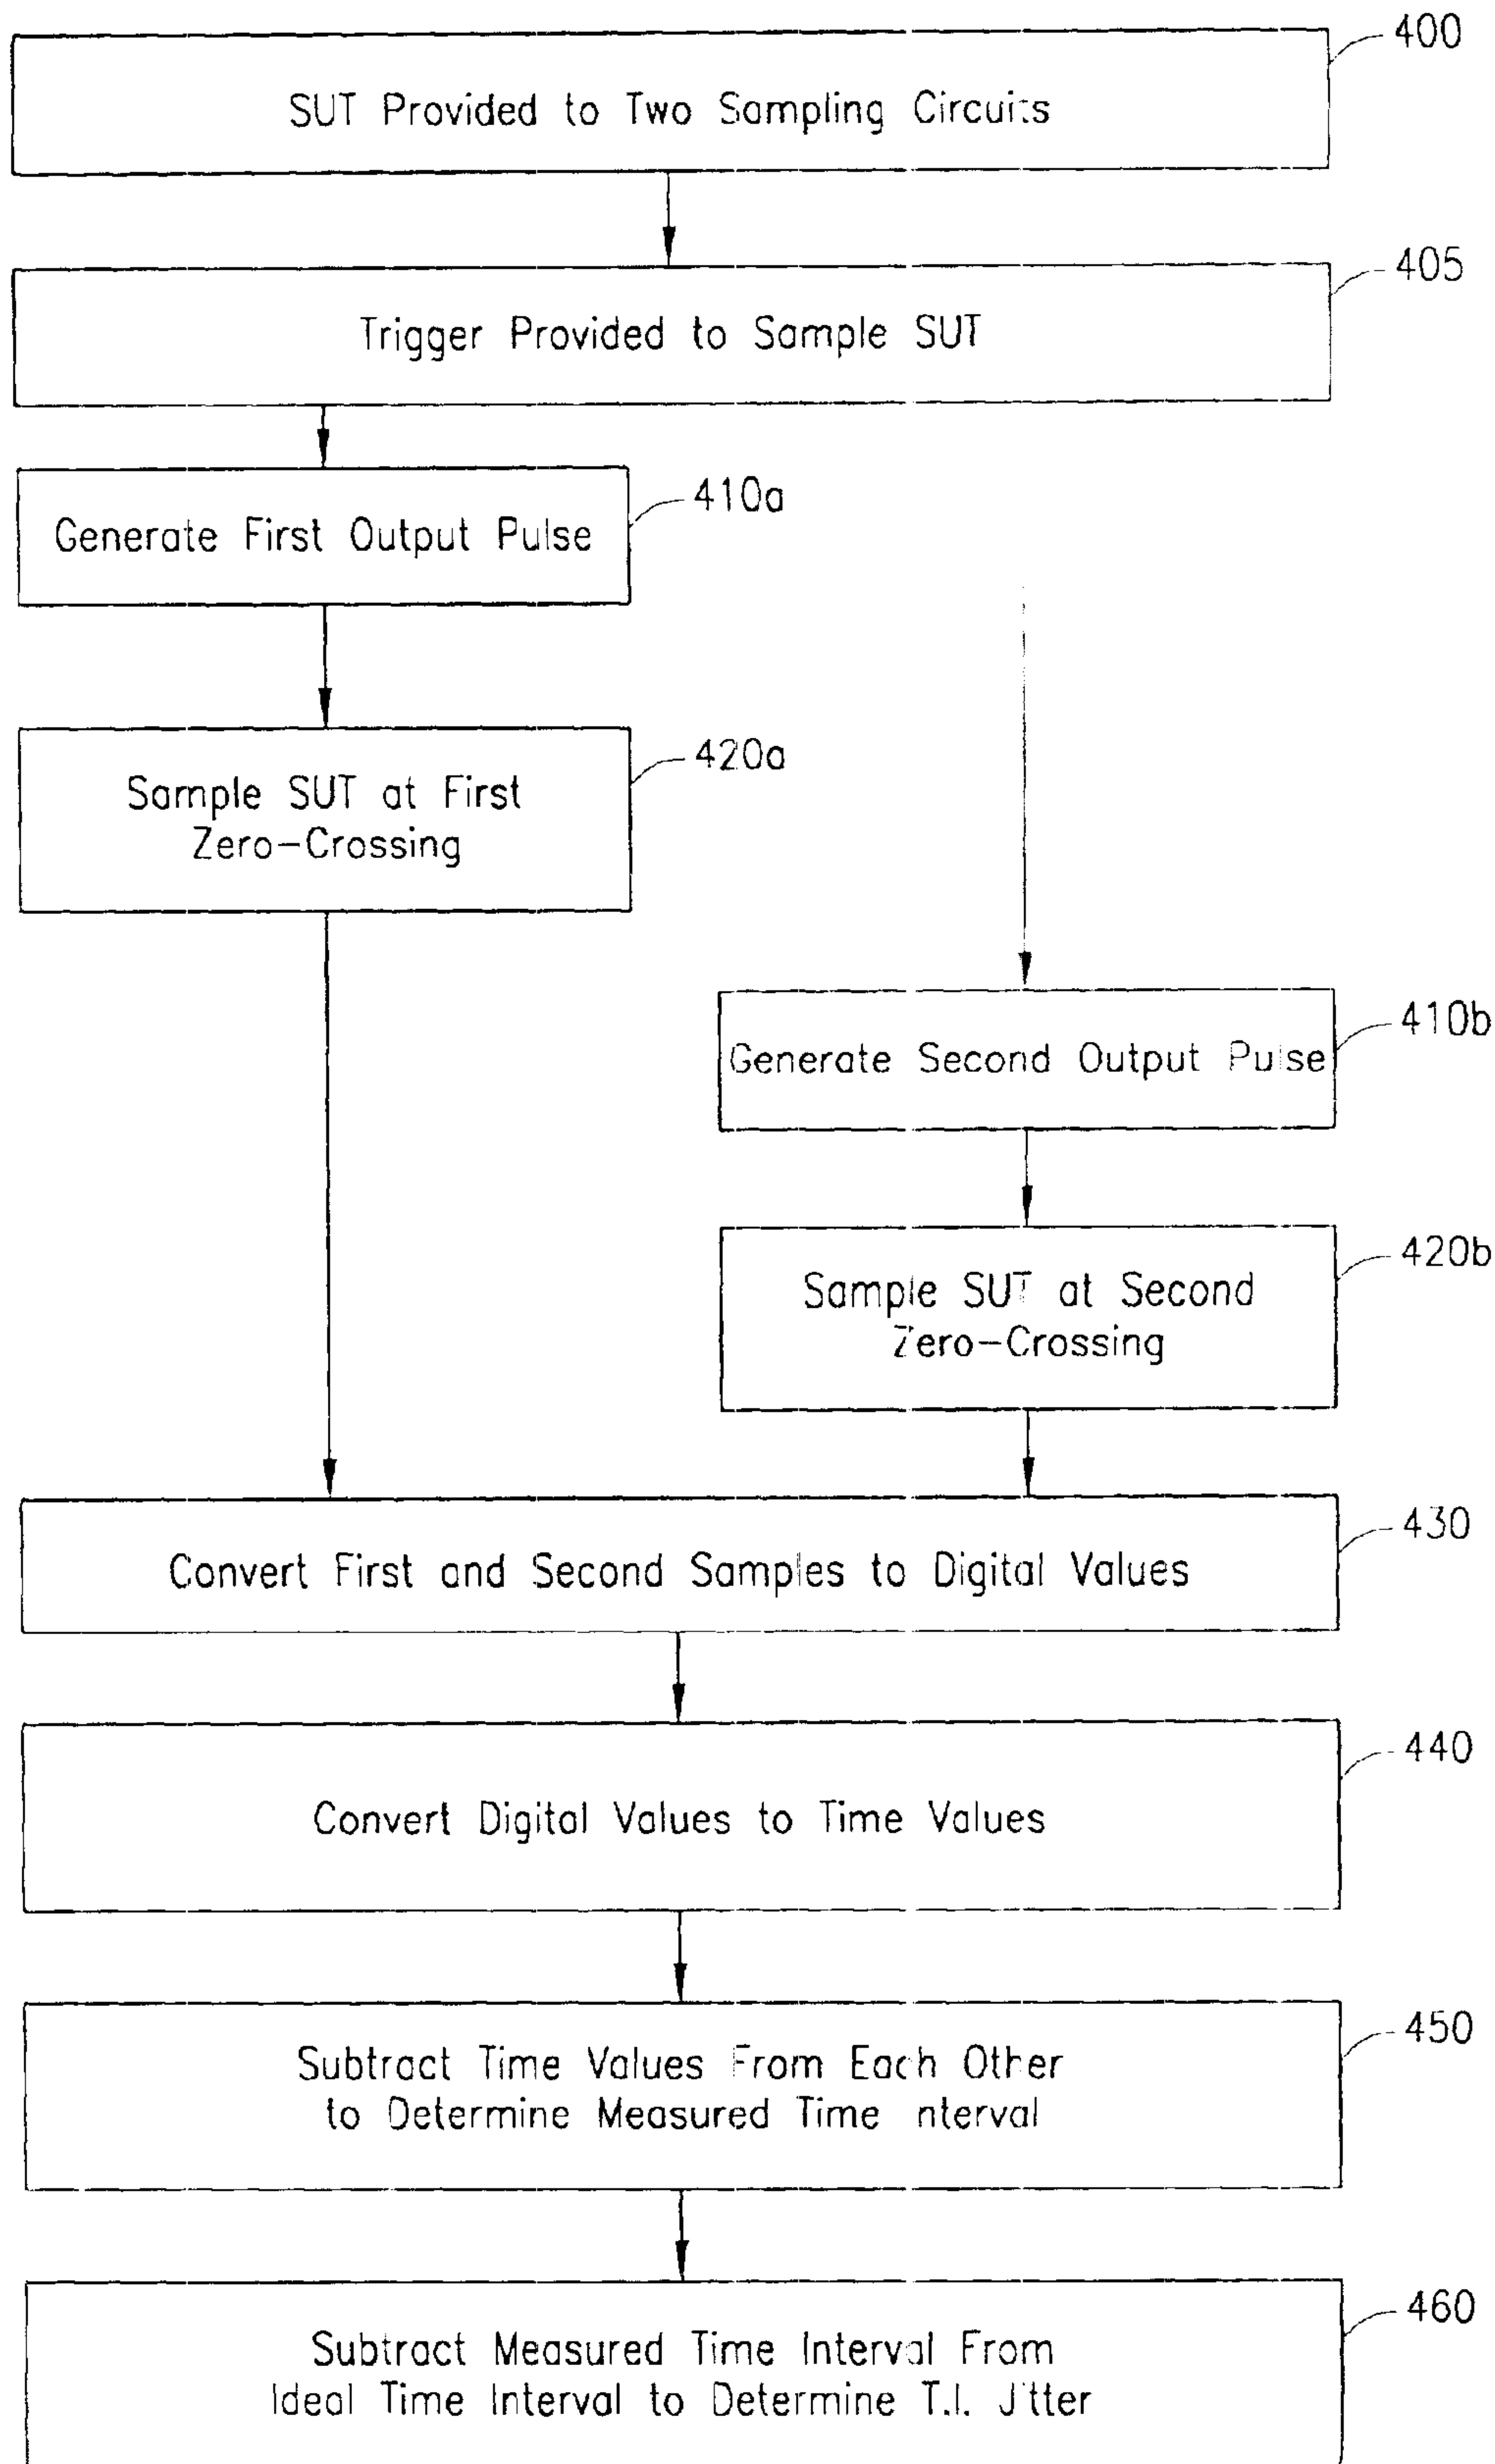 400
SUT Provided to Two Sampling Circuits
405
Trigger Provided to Sample SUT
410a
Generate First Output Pulse
420a
Sample SUT at First
Zero-Crossing
410b
Generate Second Output Pulse
420b
Sample SUT at Second
Zero-Crossing
430
Convert First and Second Samples to Digital Values
440
Convert Digital Values to Time Values
450
Subtract Time Values From Each Other
to Determine Measured Time Interval
460
Subtract Measured Time Interval From
Ideal Time Interval to Determine T.I. Jitter